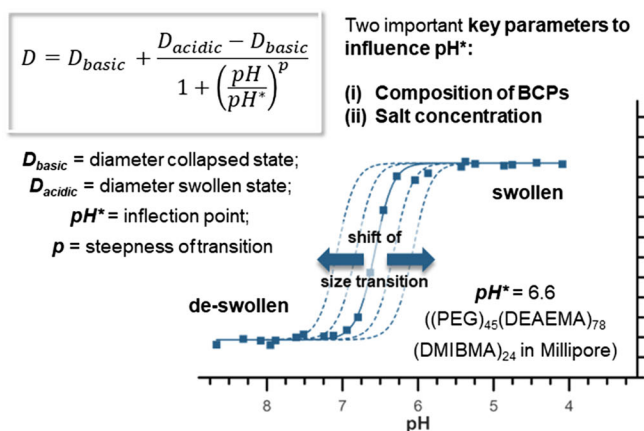 D = D_basic + (D_acidic − D_basic) / (1 + (pH / pH*)^p)
Two important key parameters to
influence pH*:
(i) Composition of BCPs
(ii) Salt concentration
D_basic = diameter collapsed state;
D_acidic = diameter swollen state;
pH* = inflection point;
p = steepness of transition
swollen
shift of
size transition
de-swollen
pH* = 6.6
((PEG)45(DEAEMA)78
(DMIBMA)24 in Millipore)
8 7 6 5 4
pH